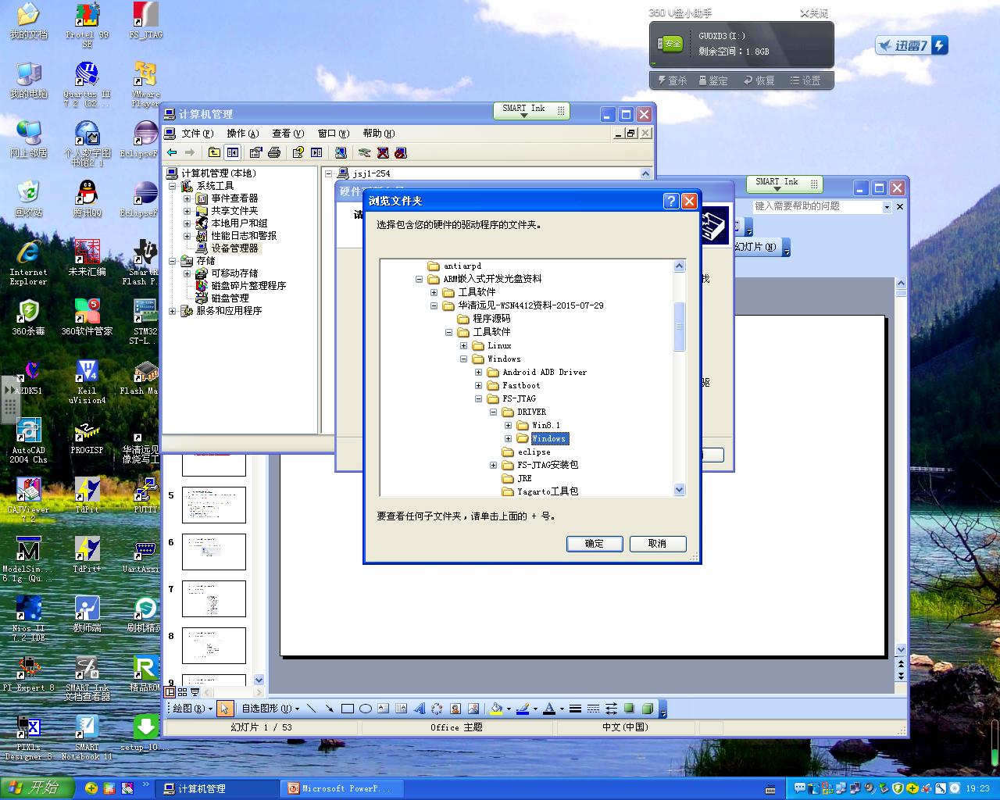 我的文档
Protel 99
SE
FS_JTAG
我的电脑
Quartus II
7.2 (32...
VMware
Player
网上邻居
个人数字图
书馆2.1
EclipseF
回收站
腾讯QQ
EclipseF
Internet
Explorer
未来汇编
SmartR
Flash P.
360杀毒
360软件管家
STM32
ST-L..
AEDK51
Keil
uVision4
Flash Ma
AutoCAD
2004 Chs
PROGISP
华清远见
像烧写工
CAJViewer
7.2
TdPit
PUTTY
ModelSim...
6.1g (Qu...
TdPit+
UartAssi
Nios II
7.2 IDE
教师端
刷机精灵
PI Expert 8
SMART Ink
文档查看器
精品ROM
PIXls
Designer 8
SMART
Notebook 11
setup_10...
360 U盘小助手
关闭
安全
GUOXD3(I:)
剩余空间：1.8GB
查杀
鉴定
恢复
设置
迅雷7
计算机管理
SMART Ink
文件(F)
操作(A)
查看(V)
窗口(W)
帮助(H)
计算机管理(本地)
系统工具
事件查看器
共享文件夹
本地用户和组
性能日志和警报
设备管理器
存储
可移动存储
磁盘碎片整理程序
磁盘管理
服务和应用程序
jsj1-254
SMART Ink
键入需要帮助的问题
幻灯片(N)
请
找
驱
浏览文件夹
选择包含您的硬件的驱动程序的文件夹。
antiarpd
ARM嵌入式开发光盘资料
工具软件
华清远见-WSN4412资料-2015-07-29
程序源码
工具软件
Linux
Windows
Android ADB Driver
Fastboot
FS-JTAG
DRIVER
Win8.1
Windows
eclipse
FS-JTAG安装包
JRE
Yagarto工具包
要查看任何子文件夹，请单击上面的 + 号。
确定
取消
5
6
7
8
9
绘图(R)
自选图形(U)
A
幻灯片 1 / 53
Office 主题
中文(中国)
开始
计算机管理
Microsoft PowerP...
19:23